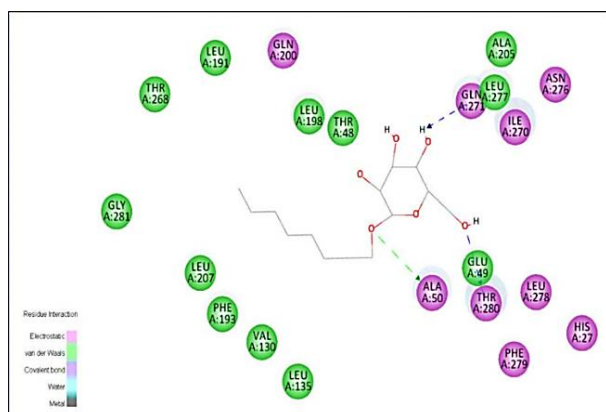 ALA
A:205
GLN
A:200
LEU
A:191
ASN
A:276
LEU
A:277
GLN
A:271
THR
A:268
ILE
A:270
LEU
A:198
THR
A:48
H
O
H
O
O
O
H
O
O
GLY
A:281
GLU
A:49
LEU
A:207
ALA
A:50
THR
A:280
LEU
A:278
PHE
A:193
HIS
A:27
VAL
A:130
PHE
A:279
LEU
A:135
Residue Interaction
Electrostatic
van der Waals
Covalent bond
Water
Metal